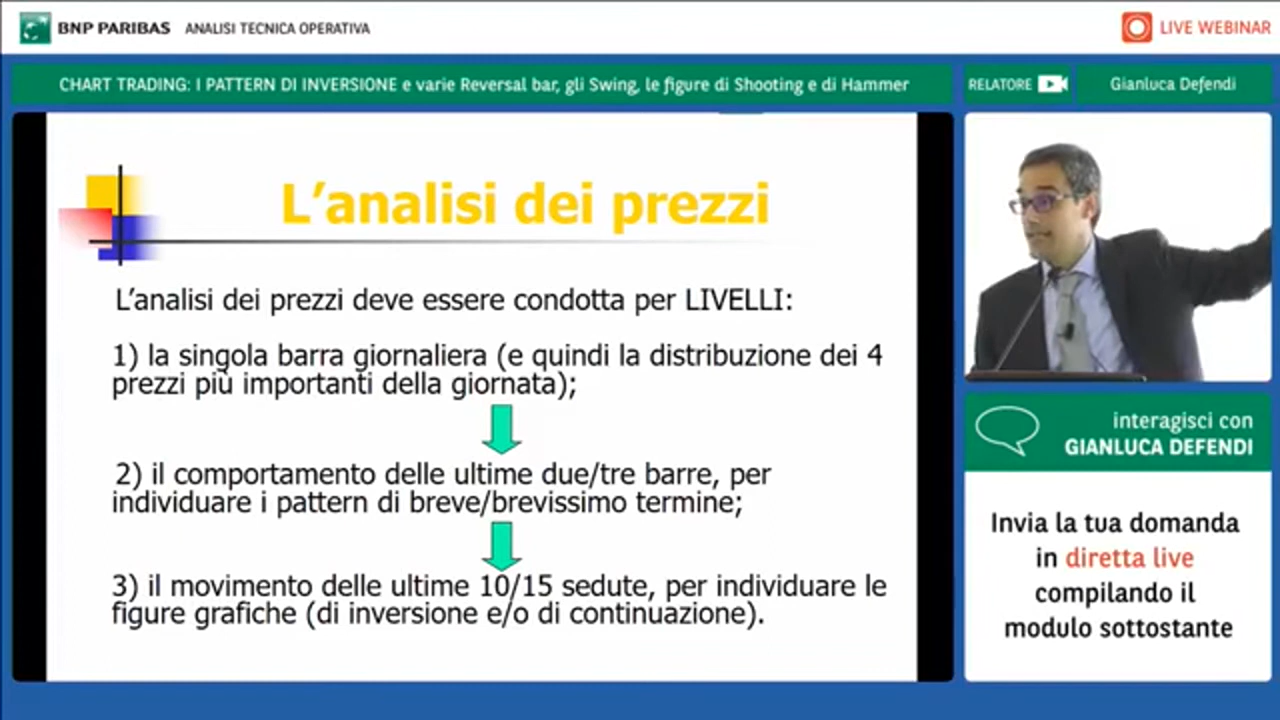 BNP PARIBAS ANALISI TECNICA OPERATIVA
LIVE WEBINAR
CHART TRADING: I PATTERN DI INVERSIONE e varie Reversal bar, gli Swing, le figure di Shooting e di Hammer
RELATORE
Gianluca Defendi
L'analisi dei prezzi
L'analisi dei prezzi deve essere condotta per LIVELLI:
1) la singola barra giornaliera (e quindi la distribuzione dei 4
prezzi più importanti della giornata);
2) il comportamento delle ultime due/tre barre, per
individuare i pattern di breve/brevissimo termine;
3) il movimento delle ultime 10/15 sedute, per individuare le
figure grafiche (di inversione e/o di continuazione).
interagisci con
GIANLUCA DEFENDI
Invia la tua domanda
in diretta live
compilando il
modulo sottostante